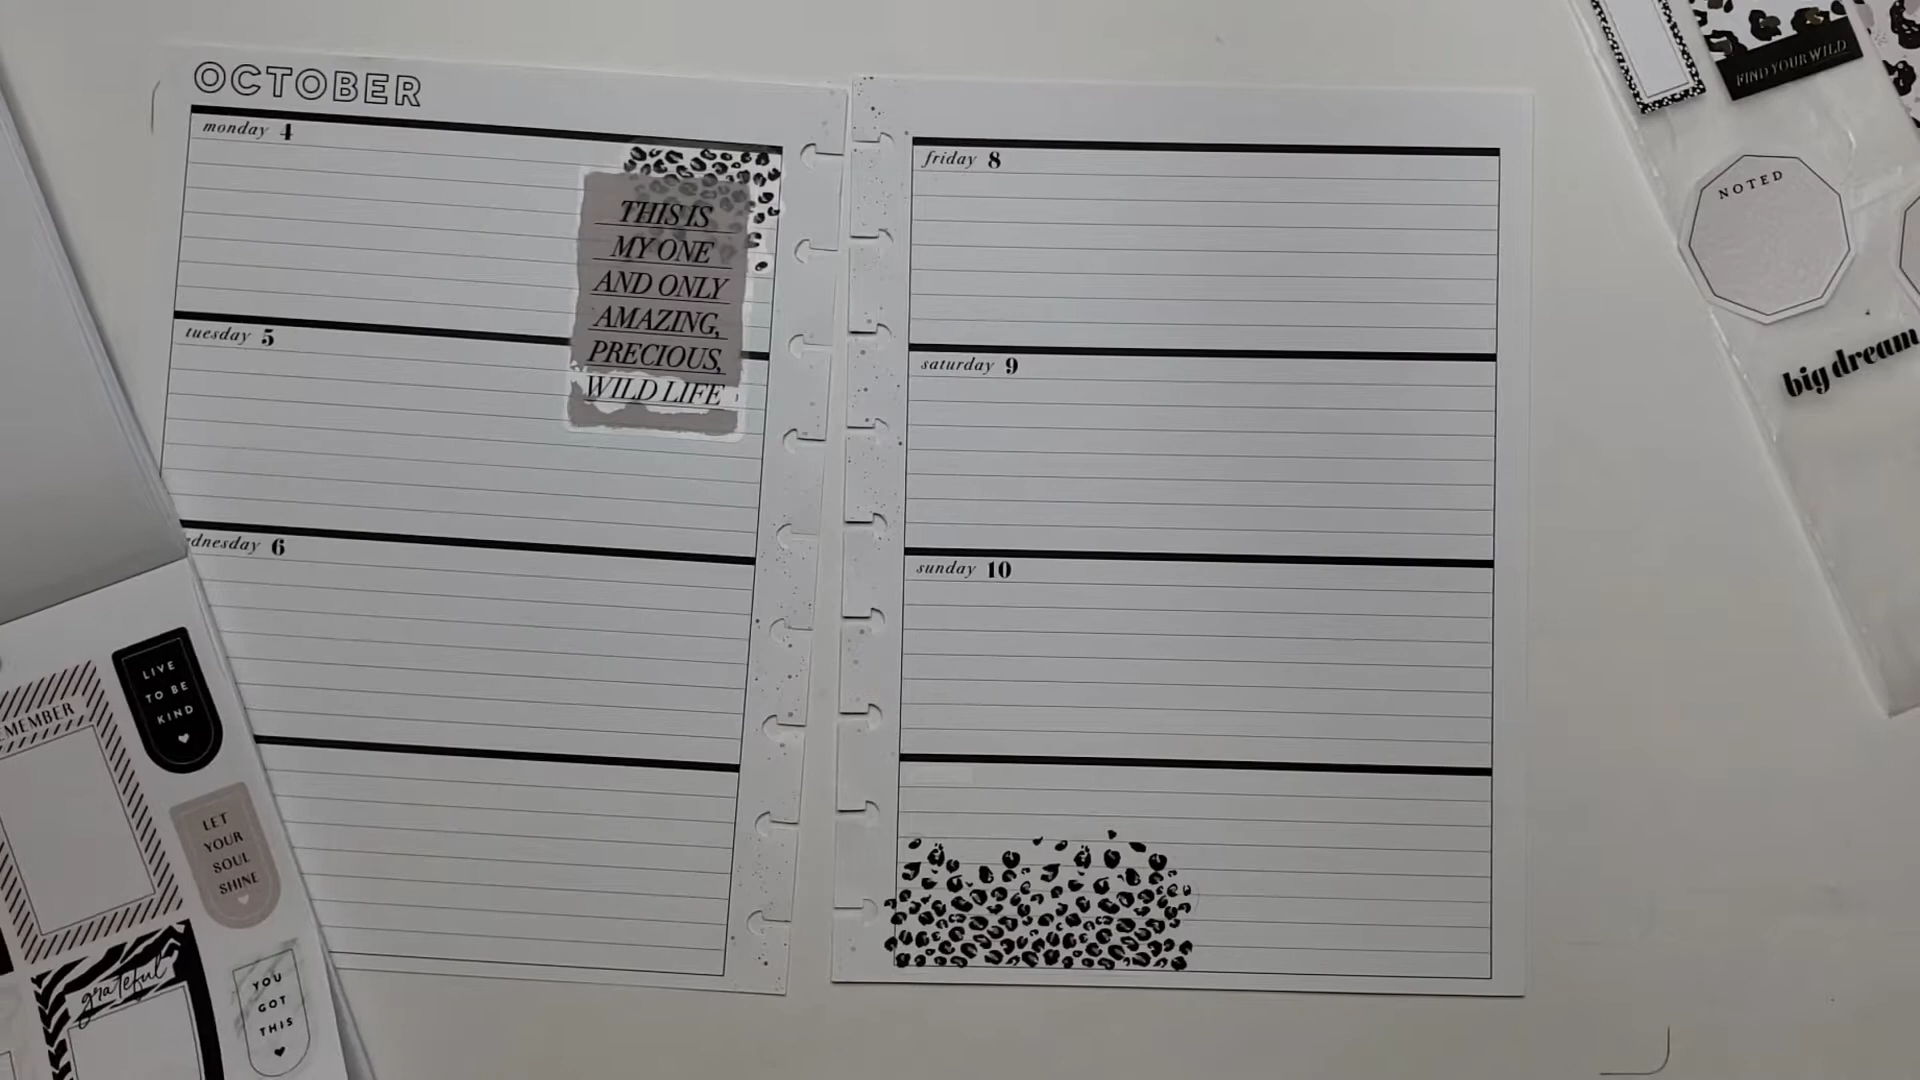 OCTOBER
monday 4
THIS IS
MY ONE
AND ONLY
AMAZING,
PRECIOUS,
WILD LIFE
tuesday 5
dnesday 6
friday 8
saturday 9
sunday 10
FIND YOUR WILD
NOTED
big dream
EMEMBER
LIVE
TO BE
KIND
LET
YOUR
SOUL
SHINE
grateful
YOU
GOT
THIS